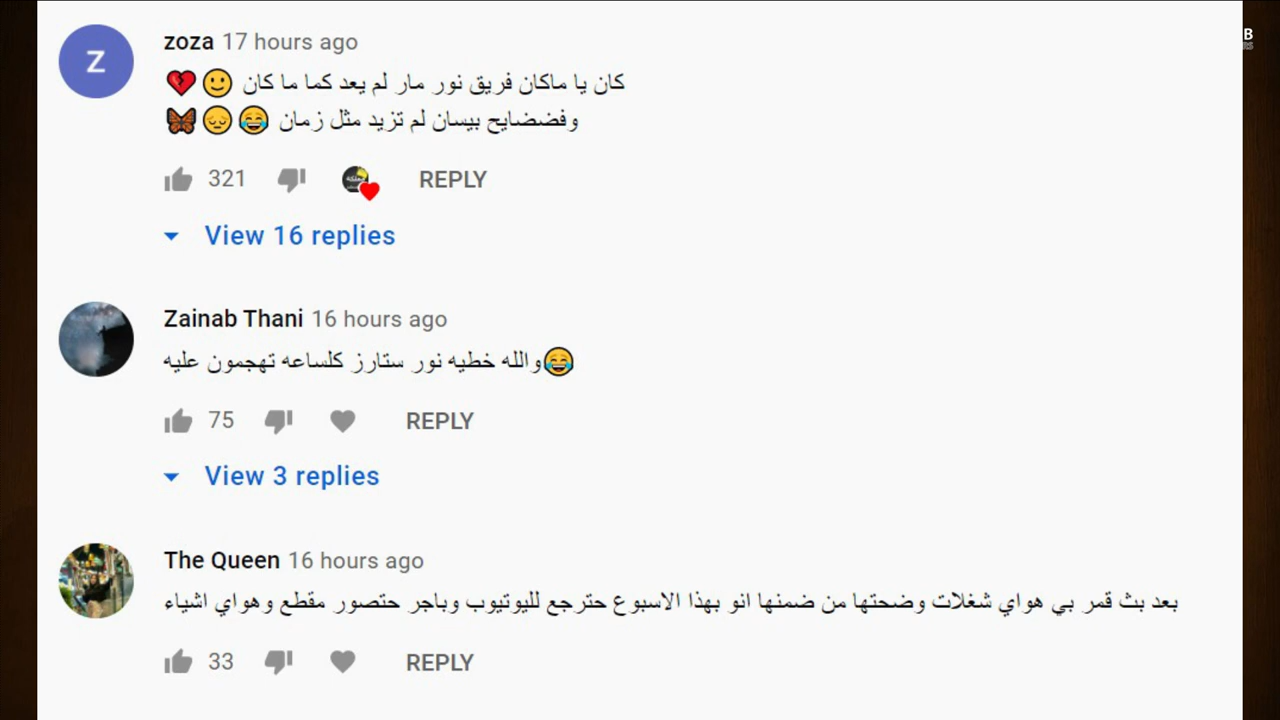 zoza 17 hours ago
كان يا ماكان فريق نور مار لم يعد كما ما كان 🙂💔
وفضضايح بيسان لم تزيد مثل زمان 😂😔🦋
321 REPLY
View 16 replies
Zainab Thani 16 hours ago
😂والله خطيه نور ستارز كلساعه تهجمون عليه
75 REPLY
View 3 replies
The Queen 16 hours ago
بعد بث قمر بي هواي شغلات وضحتها من ضمنها انو بهذا الاسبوع حترجع لليوتيوب وباجر حتصور مقطع وهواي اشياء
33 REPLY
Z